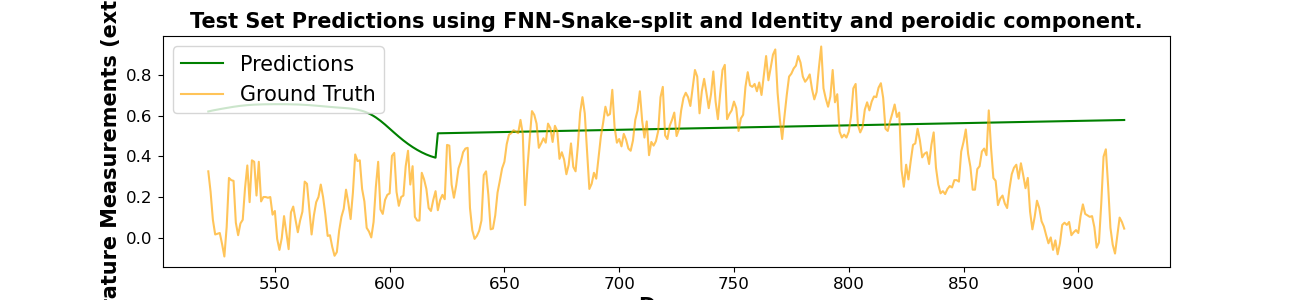 Test Set Predictions using FNN-Snake-split and Identity and peroidic component.
Predictions
Ground Truth
0.8
0.6
0.4
0.2
0.0
550 600 650 700 750 800 850 900
Measurements